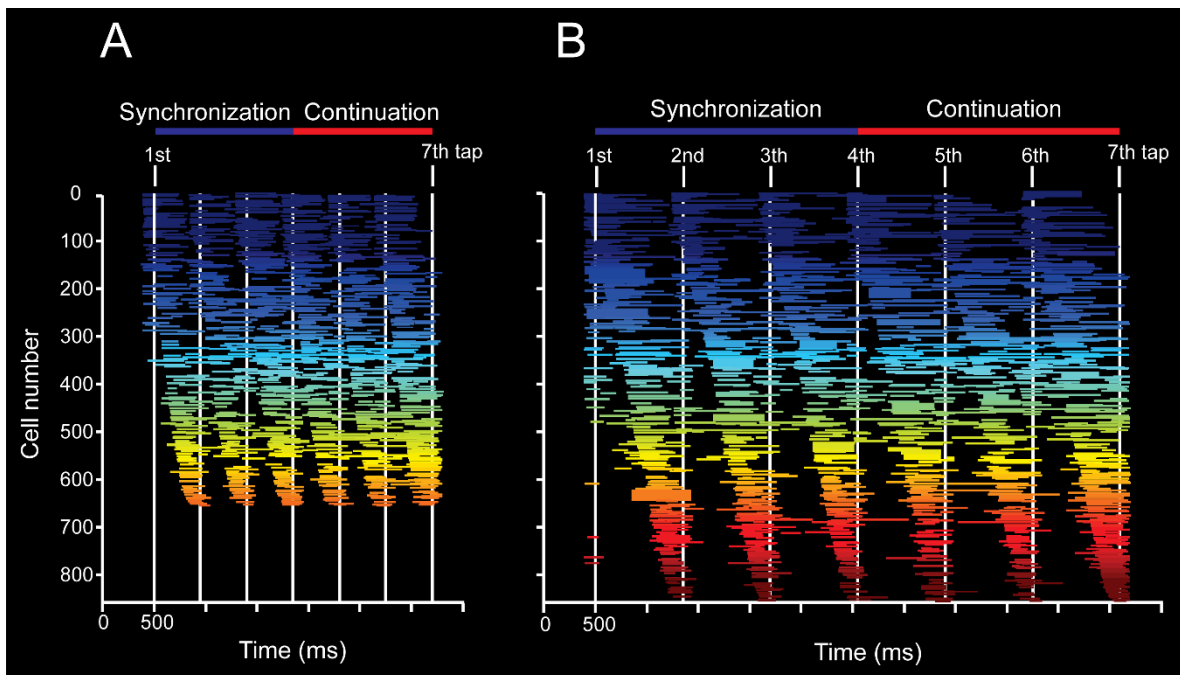 A
B
Synchronization Continuation
1st 7th tap
Synchronization Continuation
1st 2nd 3th 4th 5th 6th 7th tap
Cell number
0
100
200
300
400
500
600
700
800
0 500
Time (ms)
0 500
Time (ms)